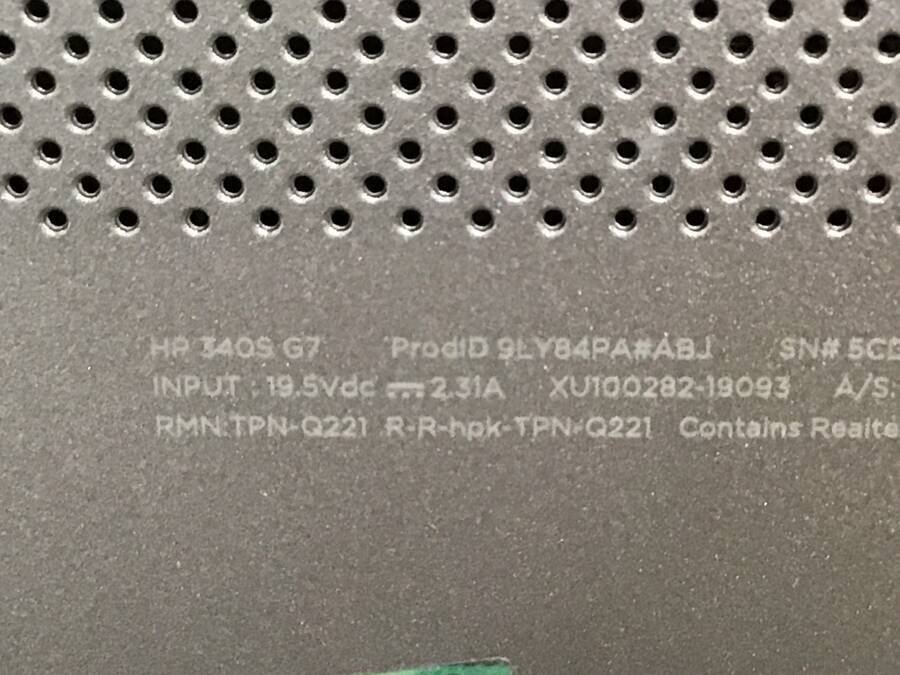 HP 340S G7 ProdID 9LY84PA#ABJ SN# 5C
INPUT : 19.5Vdc ⎓ 2.31A XU100282-19093 A/S:
RMN:TPN-Q221 R-R-hpk-TPN-Q221 Contains Realte